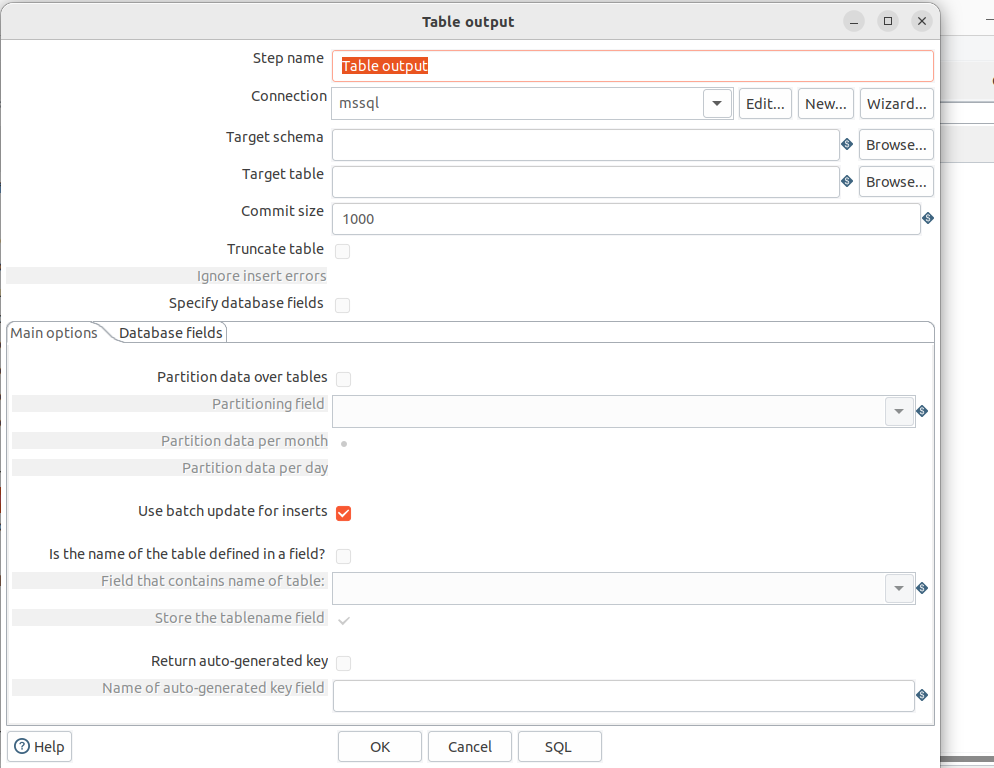 Table output
Step name
Table output
Connection
mssql
Edit...
New...
Wizard...
Target schema
Browse...
Target table
Browse...
Commit size
1000
Truncate table
Ignore insert errors
Specify database fields
Main options
Database fields
Partition data over tables
Partitioning field
Partition data per month
Partition data per day
Use batch update for inserts
Is the name of the table defined in a field?
Field that contains name of table:
Store the tablename field
Return auto-generated key
Name of auto-generated key field
Help
OK
Cancel
SQL